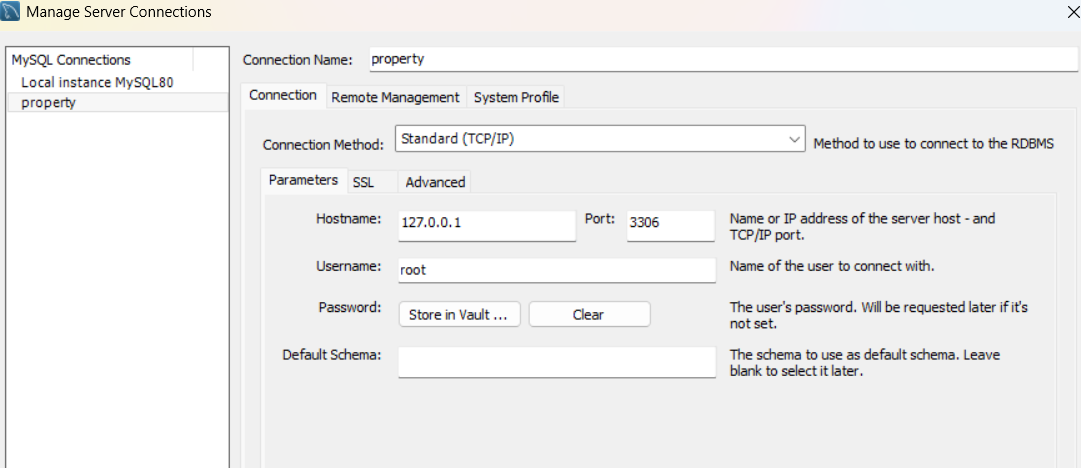 Manage Server Connections
MySQL Connections
Local instance MySQL80
property
Connection Name: property
Connection Remote Management System Profile
Connection Method: Standard (TCP/IP) Method to use to connect to the RDBMS
Parameters SSL Advanced
Hostname: 127.0.0.1 Port: 3306 Name or IP address of the server host - and
TCP/IP port.
Username: root Name of the user to connect with.
Password: Store in Vault ... Clear The user's password. Will be requested later if it's
not set.
Default Schema: The schema to use as default schema. Leave
blank to select it later.